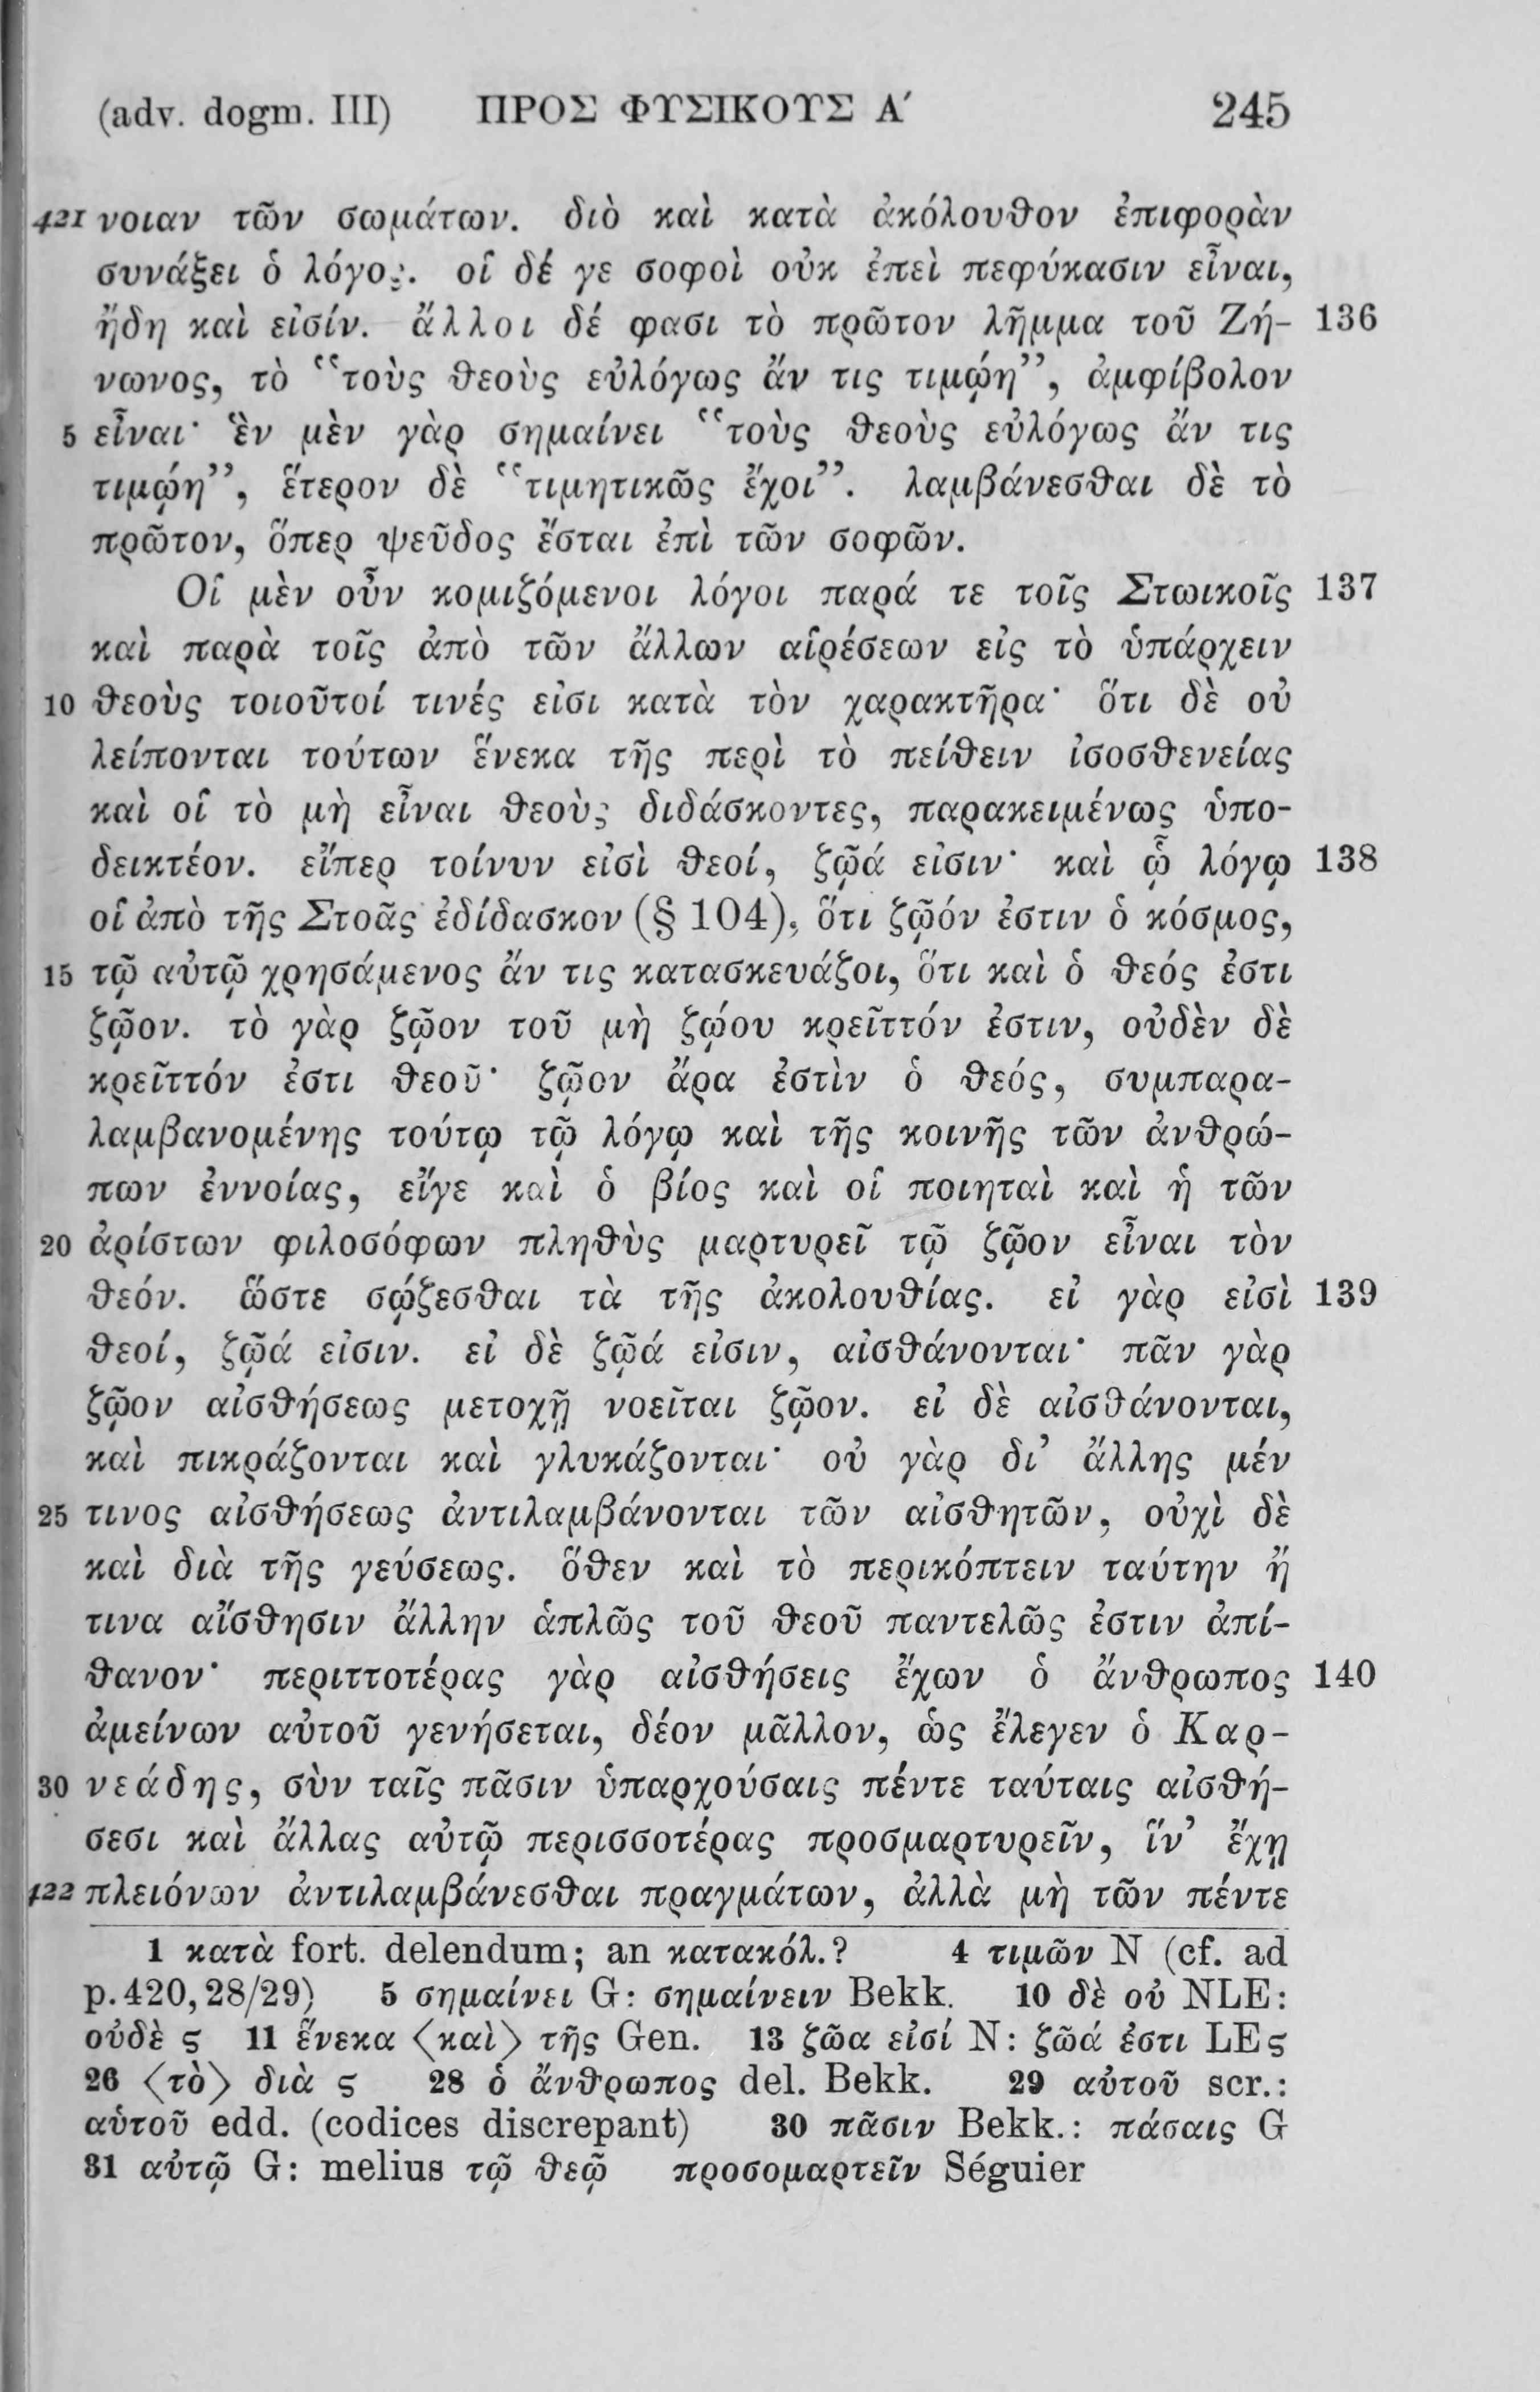 (adv. dogm. III) ΠΡΟΣ ΦΥΣΙΚΟΥΣ Α΄ 245
421 νοιαν τῶν σωμάτων. διὸ καὶ κατὰ ἀκόλουθον ἐπιφορὰν
συνάξει ὁ λόγος. οἱ δέ γε σοφοὶ οὐκ ἐπεὶ πεφύκασιν εἶναι,
ἤδη καὶ εἰσίν. ἄλλοι δέ φασι τὸ πρῶτον λῆμμα τοῦ Ζή- 136
νωνος, τὸ “τοὺς θεοὺς εὐλόγως ἄν τις τιμῴη”, ἀμφίβολον
5 εἶναι· ἓν μὲν γὰρ σημαίνει “τοὺς θεοὺς εὐλόγως ἄν τις
τιμῴη”, ἕτερον δὲ “τιμητικῶς ἔχοι”. λαμβάνεσθαι δὲ τὸ
πρῶτον, ὅπερ ψεῦδος ἔσται ἐπὶ τῶν σοφῶν.
Οἱ μὲν οὖν κομιζόμενοι λόγοι παρά τε τοῖς Στωικοῖς 137
καὶ παρὰ τοῖς ἀπὸ τῶν ἄλλων αἱρέσεων εἰς τὸ ὑπάρχειν
10 θεοὺς τοιοῦτοί τινές εἰσι κατὰ τὸν χαρακτῆρα· ὅτι δὲ οὐ
λείπονται τούτων ἕνεκα τῆς περὶ τὸ πείθειν ἰσοσθενείας
καὶ οἱ τὸ μὴ εἶναι θεοὺς διδάσκοντες, παρακειμένως ὑπο-
δεικτέον. εἴπερ τοίνυν εἰσὶ θεοί, ζῷά εἰσιν· καὶ ᾧ λόγῳ 138
οἱ ἀπὸ τῆς Στοᾶς ἐδίδασκον (§ 104), ὅτι ζῷόν ἐστιν ὁ κόσμος,
15 τῷ αὐτῷ χρησάμενος ἄν τις κατασκευάζοι, ὅτι καὶ ὁ θεός ἐστι
ζῷον. τὸ γὰρ ζῷον τοῦ μὴ ζῴου κρεῖττόν ἐστιν, οὐδὲν δὲ
κρεῖττόν ἐστι θεοῦ· ζῷον ἄρα ἐστὶν ὁ θεός, συμπαρα-
λαμβανομένης τούτῳ τῷ λόγῳ καὶ τῆς κοινῆς τῶν ἀνθρώ-
πων ἐννοίας, εἴγε καὶ ὁ βίος καὶ οἱ ποιηταὶ καὶ ἡ τῶν
20 ἀρίστων φιλοσόφων πληθὺς μαρτυρεῖ τῷ ζῷον εἶναι τὸν
θεόν. ὥστε σῴζεσθαι τὰ τῆς ἀκολουθίας. εἰ γὰρ εἰσὶ 139
θεοί, ζῷά εἰσιν. εἰ δὲ ζῷά εἰσιν, αἰσθάνονται· πᾶν γὰρ
ζῷον αἰσθήσεως μετοχῇ νοεῖται ζῷον. εἰ δὲ αἰσθάνονται,
καὶ πικράζονται καὶ γλυκάζονται· οὐ γὰρ δι’ ἄλλης μέν
25 τινος αἰσθήσεως ἀντιλαμβάνονται τῶν αἰσθητῶν, οὐχὶ δὲ
καὶ διὰ τῆς γεύσεως. ὅθεν καὶ τὸ περικόπτειν ταύτην ἤ
τινα αἴσθησιν ἄλλην ἁπλῶς τοῦ θεοῦ παντελῶς ἐστιν ἀπί-
θανον· περιττοτέρας γὰρ αἰσθήσεις ἔχων ὁ ἄνθρωπος 140
ἀμείνων αὐτοῦ γενήσεται, δέον μᾶλλον, ὡς ἔλεγεν ὁ Καρ-
30 νεάδης, σὺν ταῖς πᾶσιν ὑπαρχούσαις πέντε ταύταις αἰσθή-
σεσι καὶ ἄλλας αὐτῷ περισσοτέρας προσμαρτυρεῖν, ἵν’ ἔχῃ
422 πλειόνων ἀντιλαμβάνεσθαι πραγμάτων, ἀλλὰ μὴ τῶν πέντε
1 κατὰ fort. delendum; an κατακόλ.? 4 τιμῶν N (cf. ad
p. 420, 28/29) 5 σημαίνει G: σημαίνειν Bekk. 10 δὲ οὐ NLE:
οὐδὲ ς 11 ἕνεκα ⟨καὶ⟩ τῆς Gen. 13 ζῶα εἰσί N: ζῶά ἐστι LEς
26 ⟨τὸ⟩ διὰ ς 28 ὁ ἄνθρωπος del. Bekk. 29 αὐτοῦ scr.:
αὑτοῦ edd. (codices discrepant) 30 πᾶσιν Bekk.: πάσαις G
31 αὐτῷ G: melius τῷ θεῷ προσομαρτεῖν Séguier